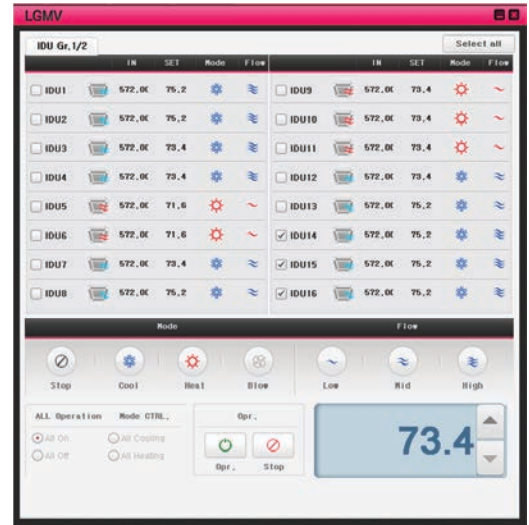 LGMV
IDU Gr.1/2
Select all
IN SET Mode Flow IN SET Mode Flow
IDU1 572.0( 75.2 IDU9 572.0( 73.4
IDU2 572.0( 75.2 IDU10 572.0( 73.4
IDU3 572.0( 73.4 IDU11 572.0( 73.4
IDU4 572.0( 73.4 IDU12 572.0( 73.4
IDU5 572.0( 71.6 IDU13 572.0( 75.2
IDU6 572.0( 71.6 IDU14 572.0( 75.2
IDU7 572.0( 73.4 IDU15 572.0( 75.2
IDU8 572.0( 75.2 IDU16 572.0( 75.2
Mode Flow
Stop Cool Heat Blow Low Mid High
ALL Operation Mode CTRL. Opr.
All On All Cooling
All Off All Heating
Opr. Stop
73.4